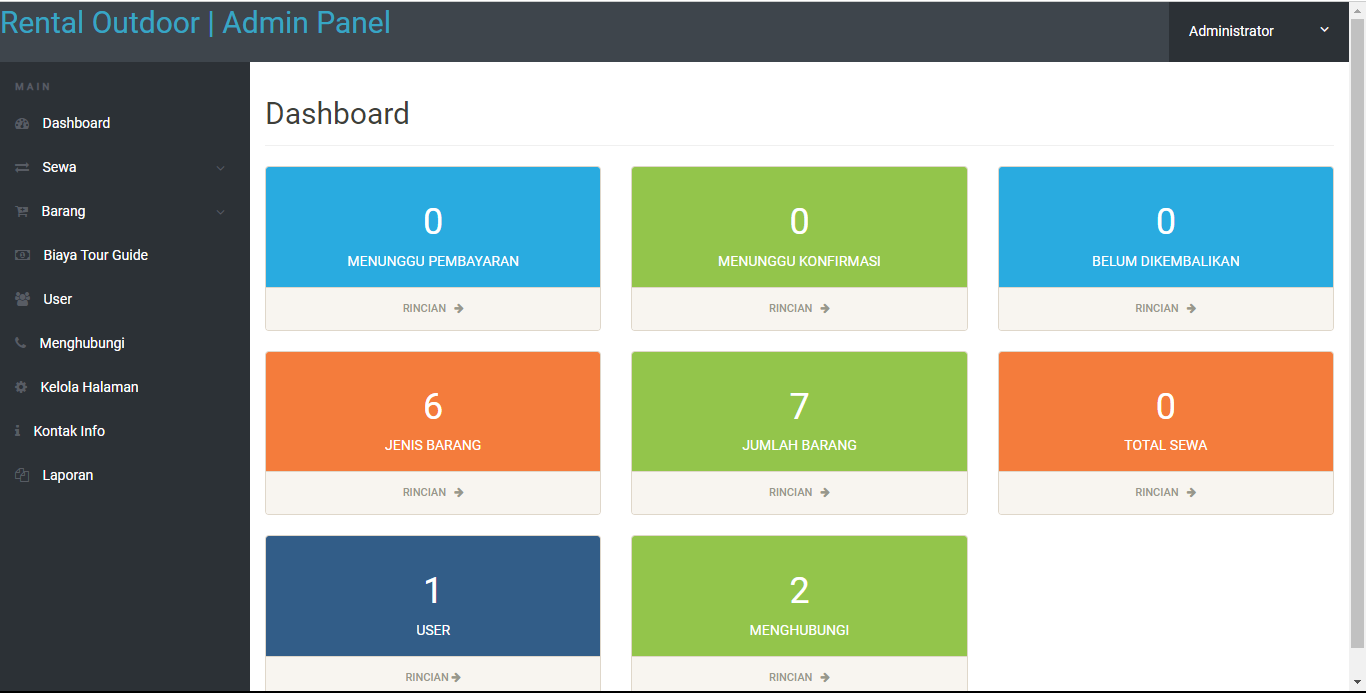 Rental Outdoor | Admin Panel
Administrator
MAIN
Dashboard
Sewa
Barang
Biaya Tour Guide
User
Menghubungi
Kelola Halaman
Kontak Info
Laporan
Dashboard
0
MENUNGGU PEMBAYARAN
RINCIAN
0
MENUNGGU KONFIRMASI
RINCIAN
0
BELUM DIKEMBALIKAN
RINCIAN
6
JENIS BARANG
RINCIAN
7
JUMLAH BARANG
RINCIAN
0
TOTAL SEWA
RINCIAN
1
USER
RINCIAN
2
MENGHUBUNGI
RINCIAN